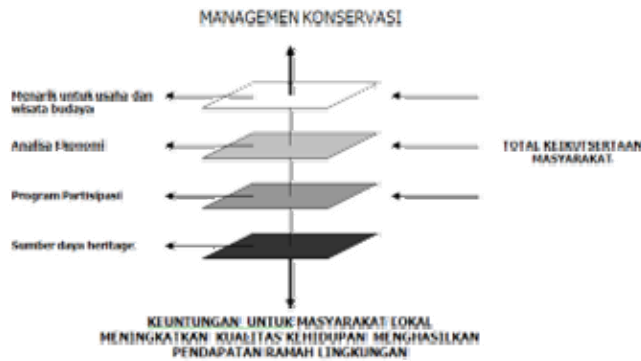 MANAGEMEN KONSERVASI
Menarik untuk usaha dan
wisata budaya
Analisa Ekonomi
TOTAL KEIKUTSERTAAN
MASYARAKAT
Program Partisipasi
Sumber daya heritage
KEUNTUNGAN UNTUK MASYARAKAT LOKAL
MENINGKATKAN KUALITAS KEHIDUPAN MENGHASILKAN
PENDAPATAN RAMAH LINGKUNGAN